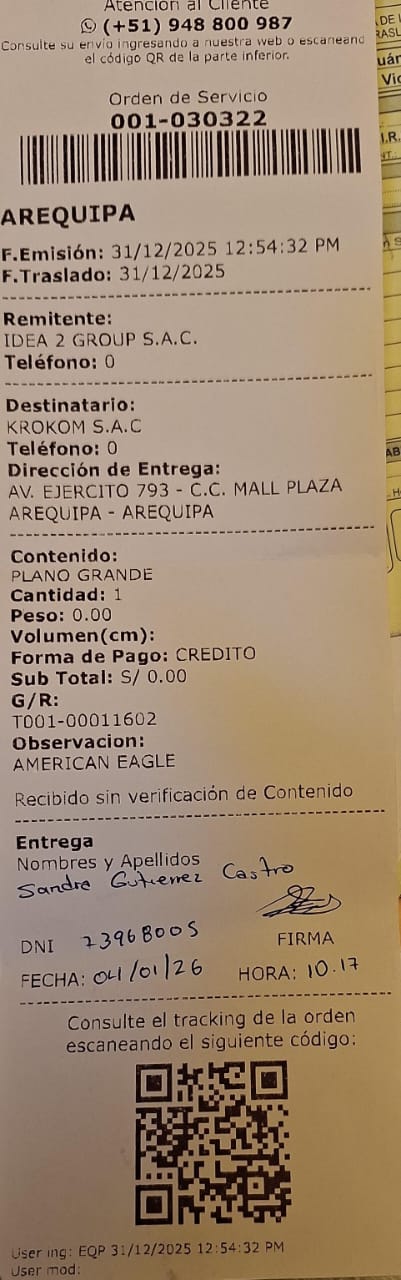 Atención al Cliente
(+51) 948 800 987
Consulte su envío ingresando a nuestra web o escaneand
el código QR de la parte inferior.
Orden de Servicio
001-030322
AREQUIPA
F.Emisión: 31/12/2025 12:54:32 PM
F.Traslado: 31/12/2025
Remitente:
IDEA 2 GROUP S.A.C.
Teléfono: 0
Destinatario:
KROKOM S.A.C
Teléfono: 0
Dirección de Entrega:
AV. EJERCITO 793 - C.C. MALL PLAZA
AREQUIPA - AREQUIPA
Contenido:
PLANO GRANDE
Cantidad: 1
Peso: 0.00
Volumen(cm):
Forma de Pago: CREDITO
Sub Total: S/ 0.00
G/R:
T001-00011602
Observacion:
AMERICAN EAGLE
Recibido sin verificación de Contenido
Entrega
Nombres y Apellidos
Sandra Gutierrez Castro
DNI 73968005
FIRMA
FECHA: 04/01/26 HORA: 10.17
Consulte el tracking de la orden
escaneando el siguiente código:
User ing: EQP 31/12/2025 12:54:32 PM
User mod: